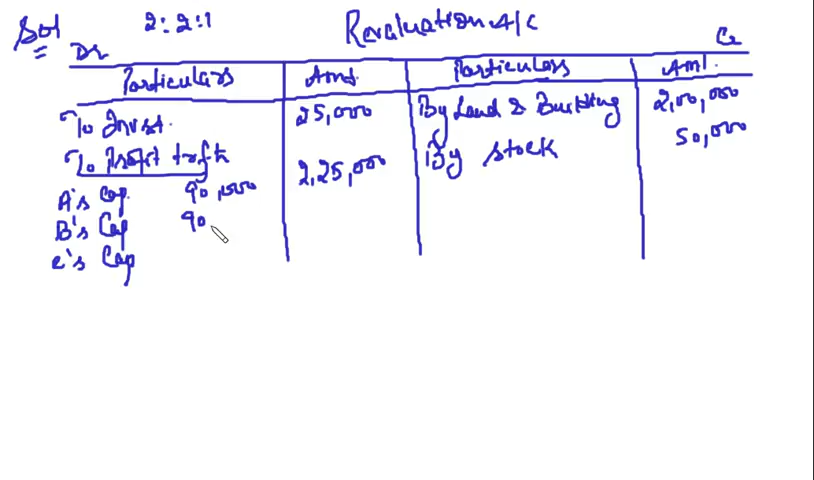 Sol 2:2:1 Revaluation A/C
Dr Cr
Particulars Amt. Particulars Amt.
To Invst. 25,000 By Land & Building 2,00,000
To Profit trf to 2,25,000 By stock 50,000
A's Cap. 90,000
B's Cap 90
C's Cap